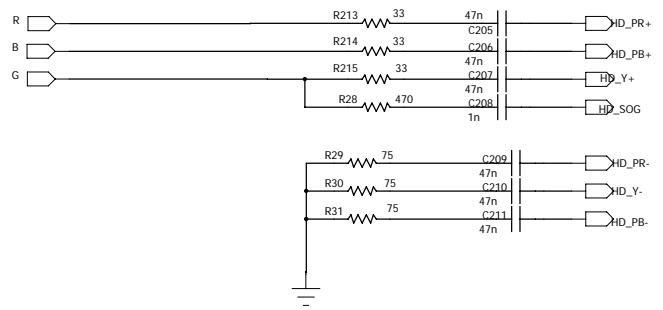 R R213 33 47n C205 HD_PR+
B R214 33 C206 47n HD_PB+
G R215 33 C207 47n HD_Y+
R28 470 C208 1n HD_SOG
R29 75 C209 47n HD_PR-
R30 75 C210 47n HD_Y-
R31 75 C211 47n HD_PB-